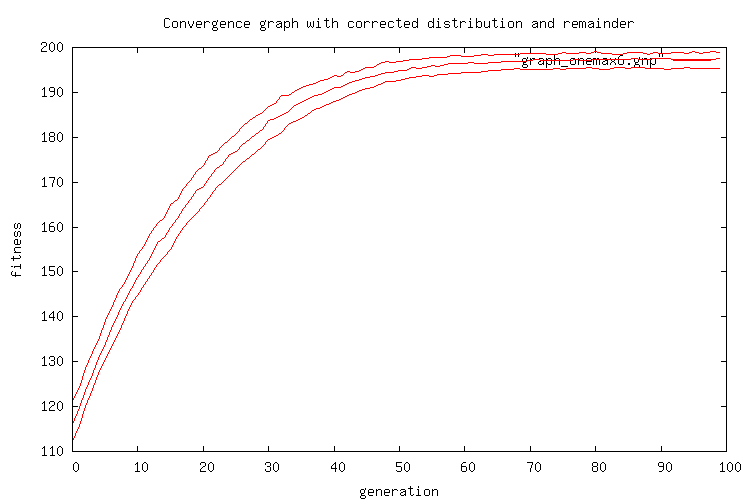 Convergence graph with corrected distribution and remainder
200
"graph_onemax6.gnp"
190
180
170
160
fitness
150
140
130
120
110
0 10 20 30 40 50 60 70 80 90 100
generation